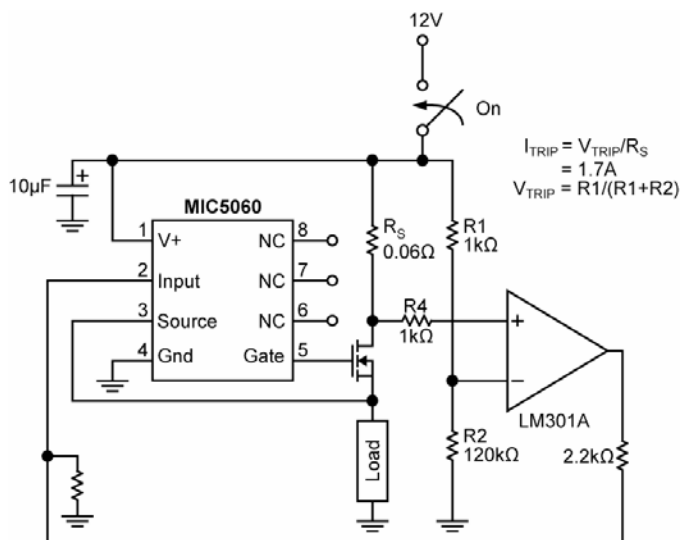 12V
On
I_TRIP = V_TRIP/R_S
= 1.7A
V_TRIP = R1/(R1+R2)
+
10µF
MIC5060
1 V+ NC 8
2 Input NC 7
3 Source NC 6
4 Gnd Gate 5
R_S
0.06Ω
R1
1kΩ
R4
1kΩ
+
−
LM301A
R2
120kΩ
2.2kΩ
Load